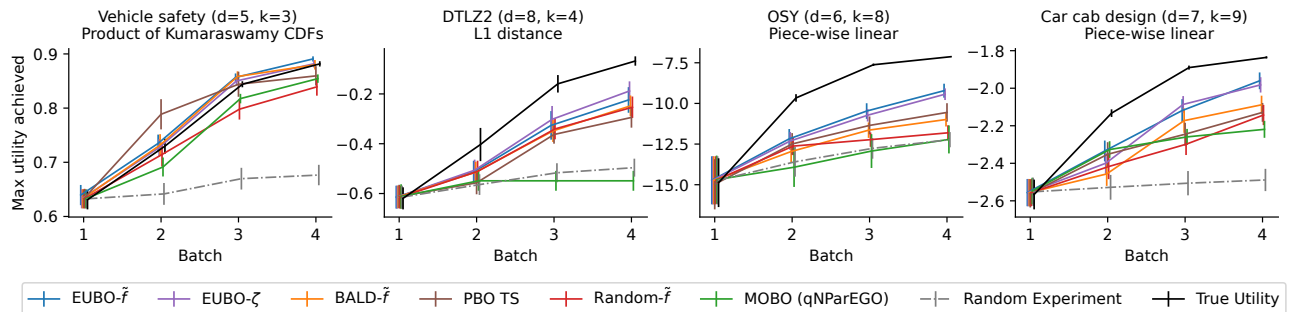 Vehicle safety (d=5, k=3)
Product of Kumaraswamy CDFs
DTLZ2 (d=8, k=4)
L1 distance
OSY (d=6, k=8)
Piece-wise linear
Car cab design (d=7, k=9)
Piece-wise linear
Max utility achieved
0.9
0.8
0.7
0.6
1 2 3 4
Batch
−0.2
−0.4
−0.6
1 2 3 4
Batch
−7.5
−10.0
−12.5
−15.0
1 2 3 4
Batch
−1.8
−2.0
−2.2
−2.4
−2.6
1 2 3 4
Batch
EUBO-f̃ EUBO-ζ BALD-f̃ PBO TS Random-f̃ MOBO (qNParEGO) Random Experiment True Utility